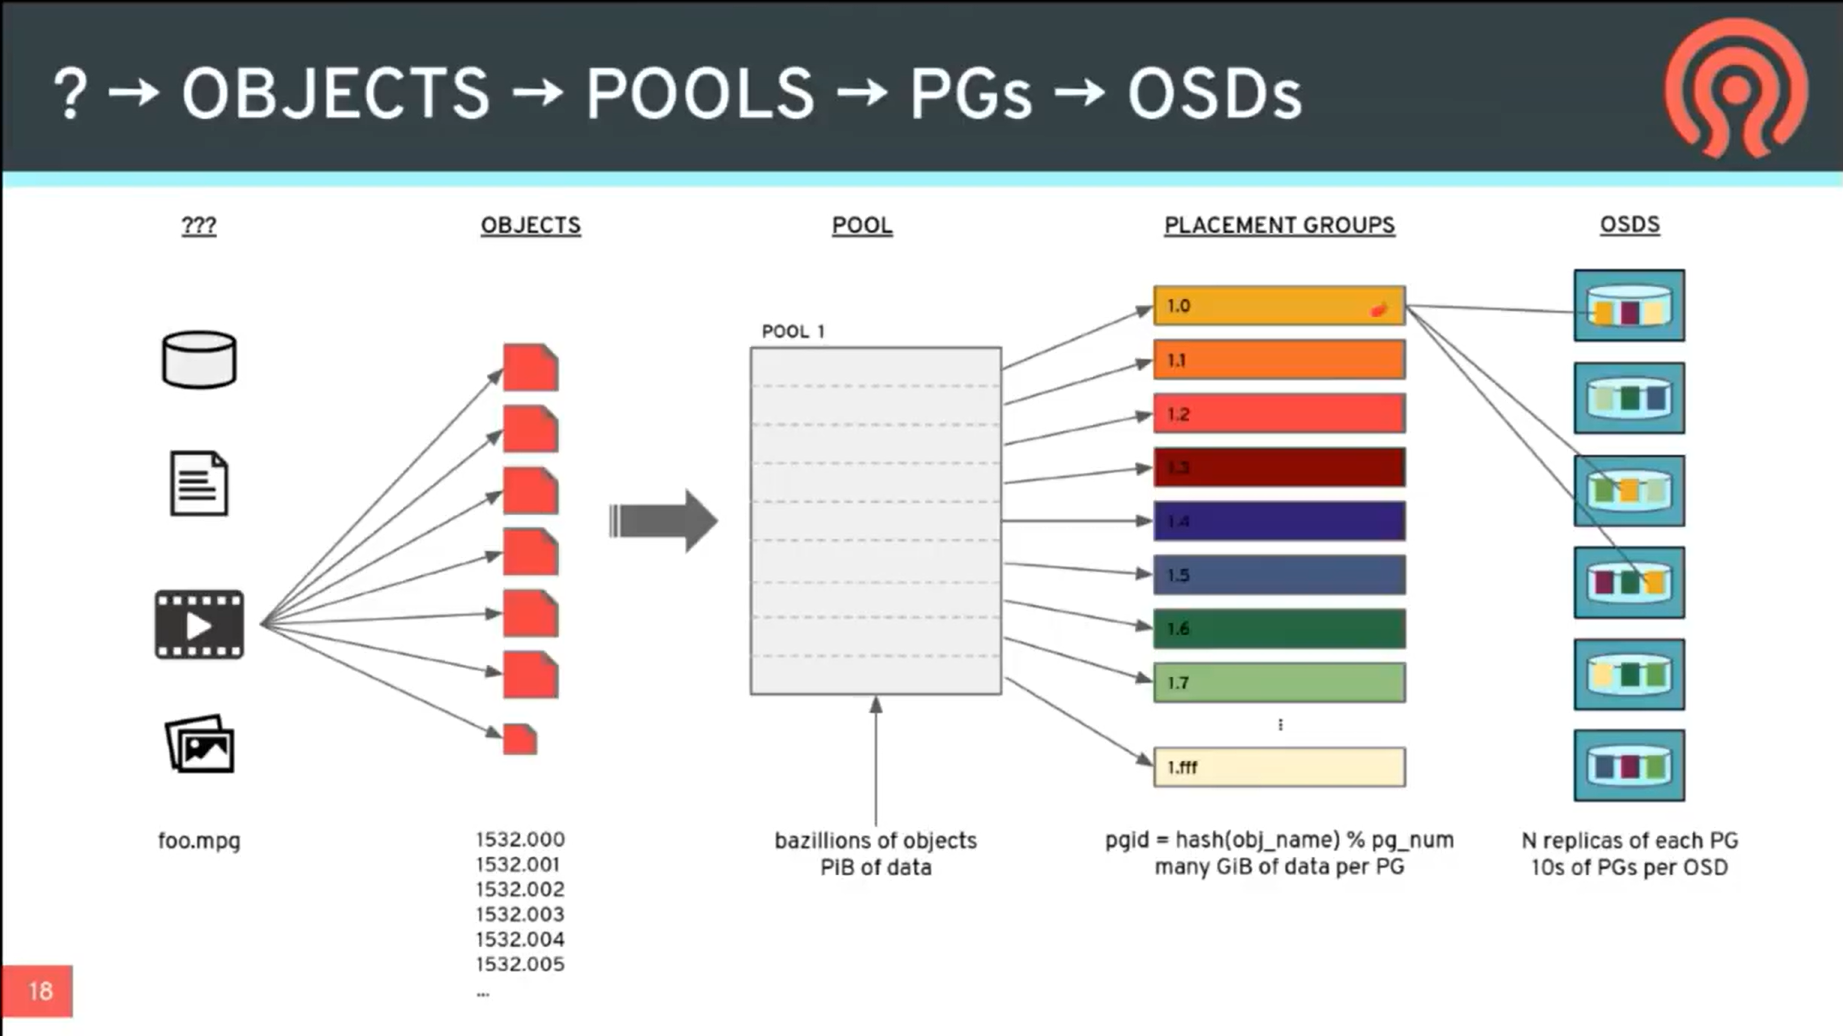 ? → OBJECTS → POOLS → PGs → OSDs
???
OBJECTS
POOL
PLACEMENT GROUPS
OSDS
POOL 1
1.0
1.1
1.2
1.3
1.4
1.5
1.6
1.7
⋮
1.fff
foo.mpg
1532.000
1532.001
1532.002
1532.003
1532.004
1532.005
...
bazillions of objects
PiB of data
pgid = hash(obj_name) % pg_num
many GiB of data per PG
N replicas of each PG
10s of PGs per OSD
18